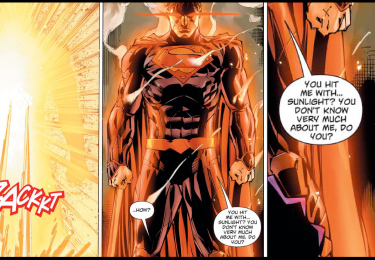 ZACKKT
...HOW?
YOU HIT
ME WITH...
SUNLIGHT? YOU
DON'T KNOW
VERY MUCH
ABOUT ME, DO
YOU?
YOU HIT
ME WITH...
SUNLIGHT? YOU
DON'T KNOW
VERY MUCH
ABOUT ME, DO
YOU?